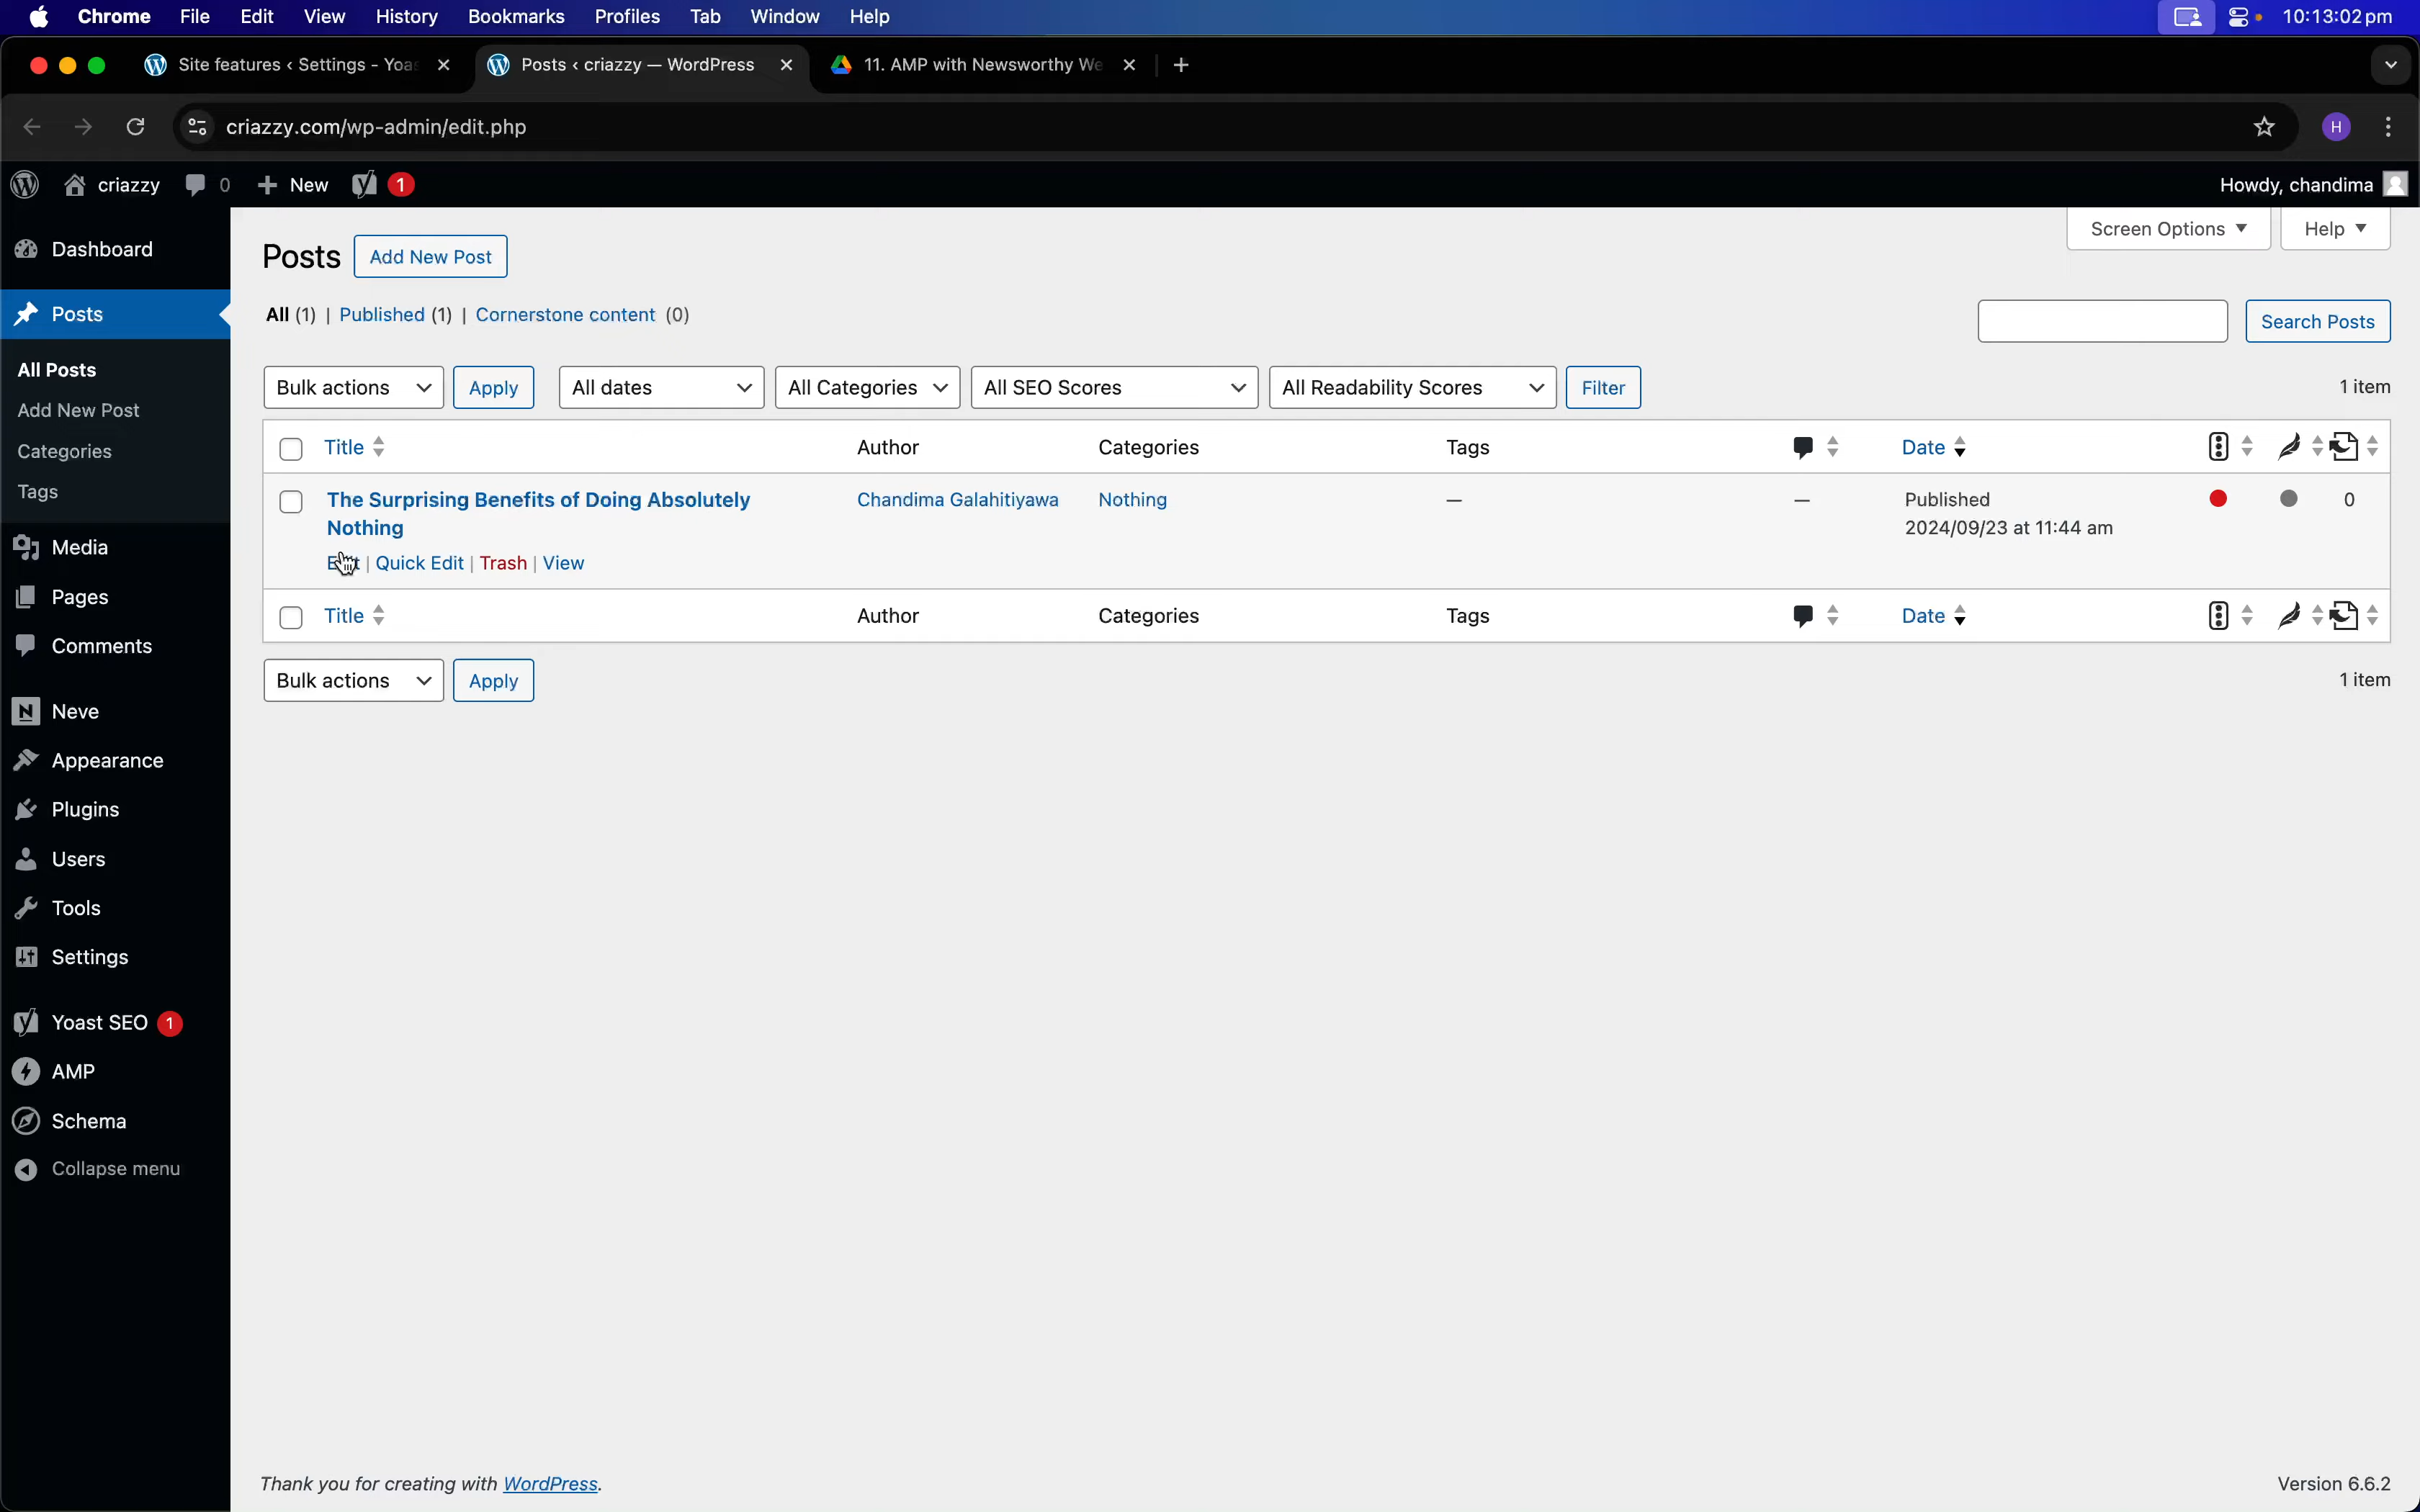 Chrome File Edit View History Bookmarks Profiles Tab Window Help 10:13:02 pm
Site features ‹ Settings - Yoas Posts ‹ criazzy — WordPress 11. AMP with Newsworthy We
criazzy.com/wp-admin/edit.php H
criazzy 0 New 1 Howdy, chandima
Screen Options Help
Dashboard
Posts
All Posts
Add New Post
Categories
Tags
Media
Pages
Comments
Neve
Appearance
Plugins
Users
Tools
Settings
Yoast SEO 1
AMP
Schema
Collapse menu
Posts Add New Post
All (1) | Published (1) | Cornerstone content (0)
Search Posts
Bulk actions Apply All dates All Categories All SEO Scores All Readability Scores Filter 1 item
Title Author Categories Tags Date
The Surprising Benefits of Doing Absolutely Chandima Galahitiyawa Nothing — — Published 0
Nothing 2024/09/23 at 11:44 am
Edit | Quick Edit | Trash | View
Title Author Categories Tags Date
Bulk actions Apply 1 item
Thank you for creating with WordPress. Version 6.6.2